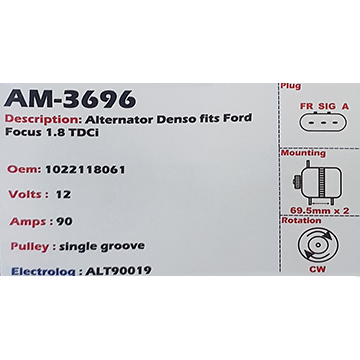 AM-3696
Description: Alternator Denso fits Ford
Focus 1.8 TDCi
Oem: 1022118061
Volts : 12
Amps : 90
Pulley : single groove
Electrolog : ALT90019
Plug
FR SIG A
Mounting
69.5mm x 2
Rotation
CW